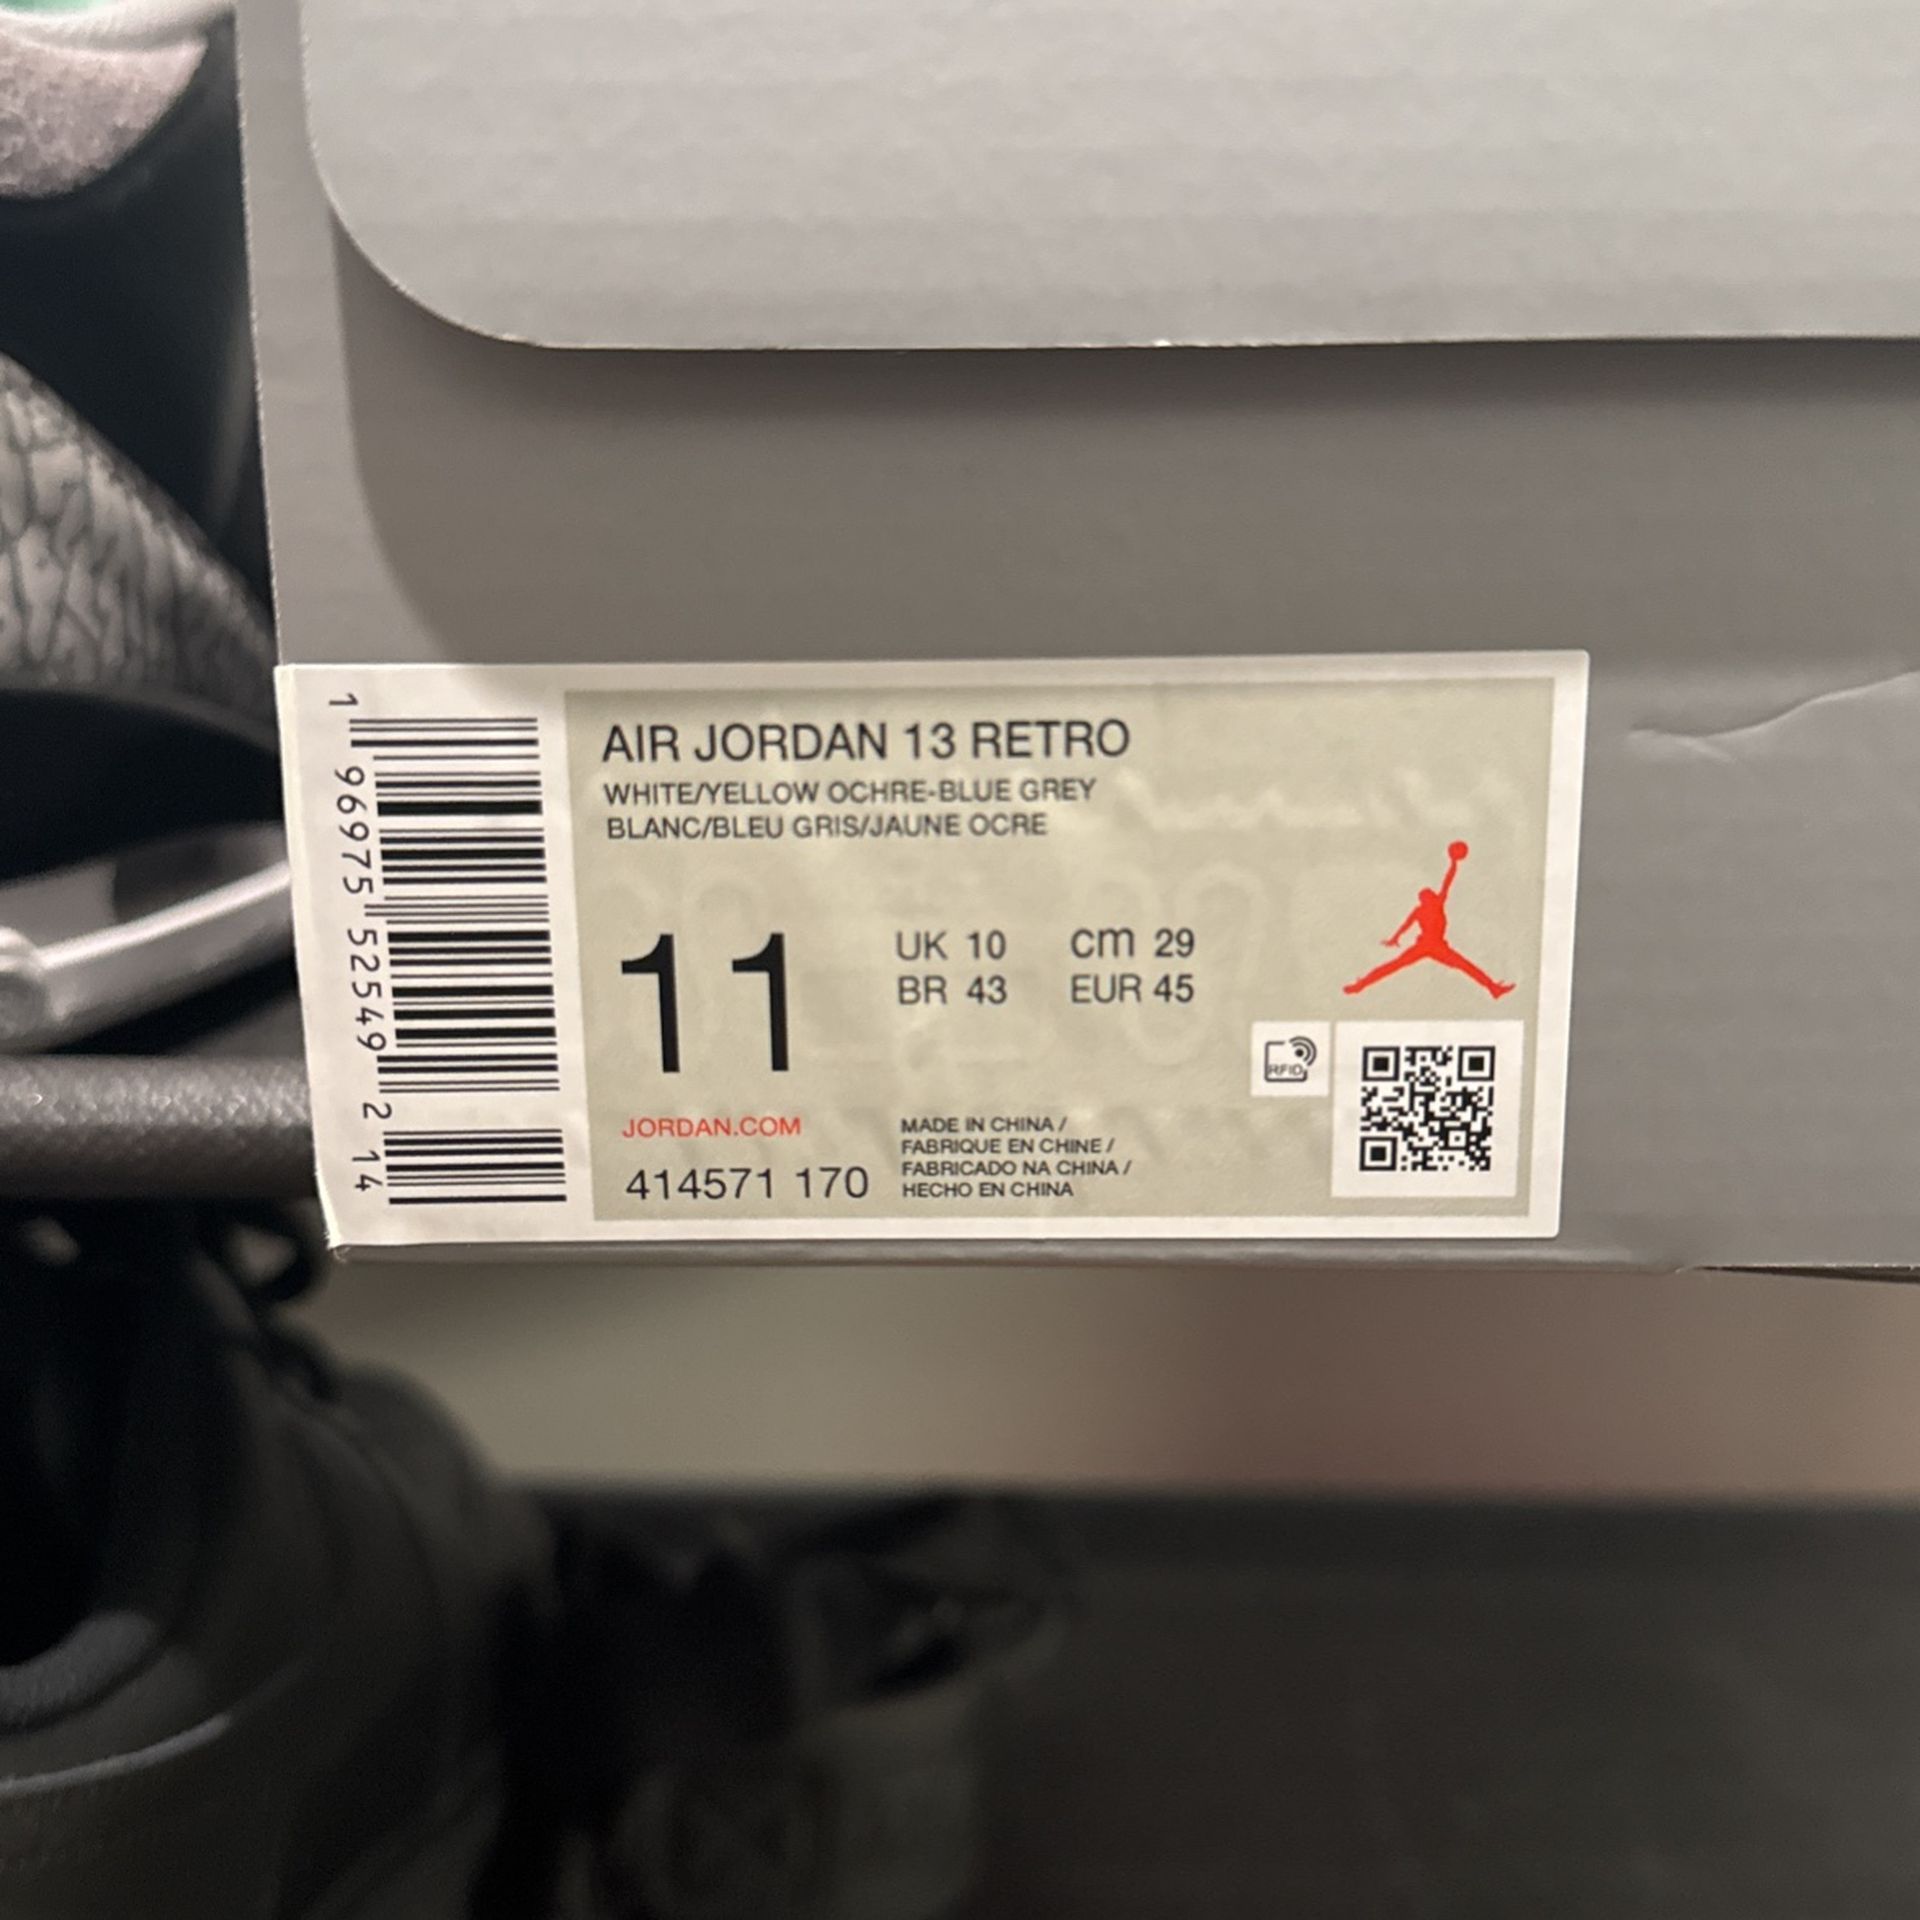 AIR JORDAN 13 RETRO
WHITE/YELLOW OCHRE-BLUE GREY
BLANC/BLEU GRIS/JAUNE OCRE
11
UK 10
cm 29
BR 43
EUR 45
RFID
JORDAN.COM
414571 170
MADE IN CHINA /
FABRIQUE EN CHINE /
FABRICADO NA CHINA /
HECHO EN CHINA
1 96975 52549 2 14